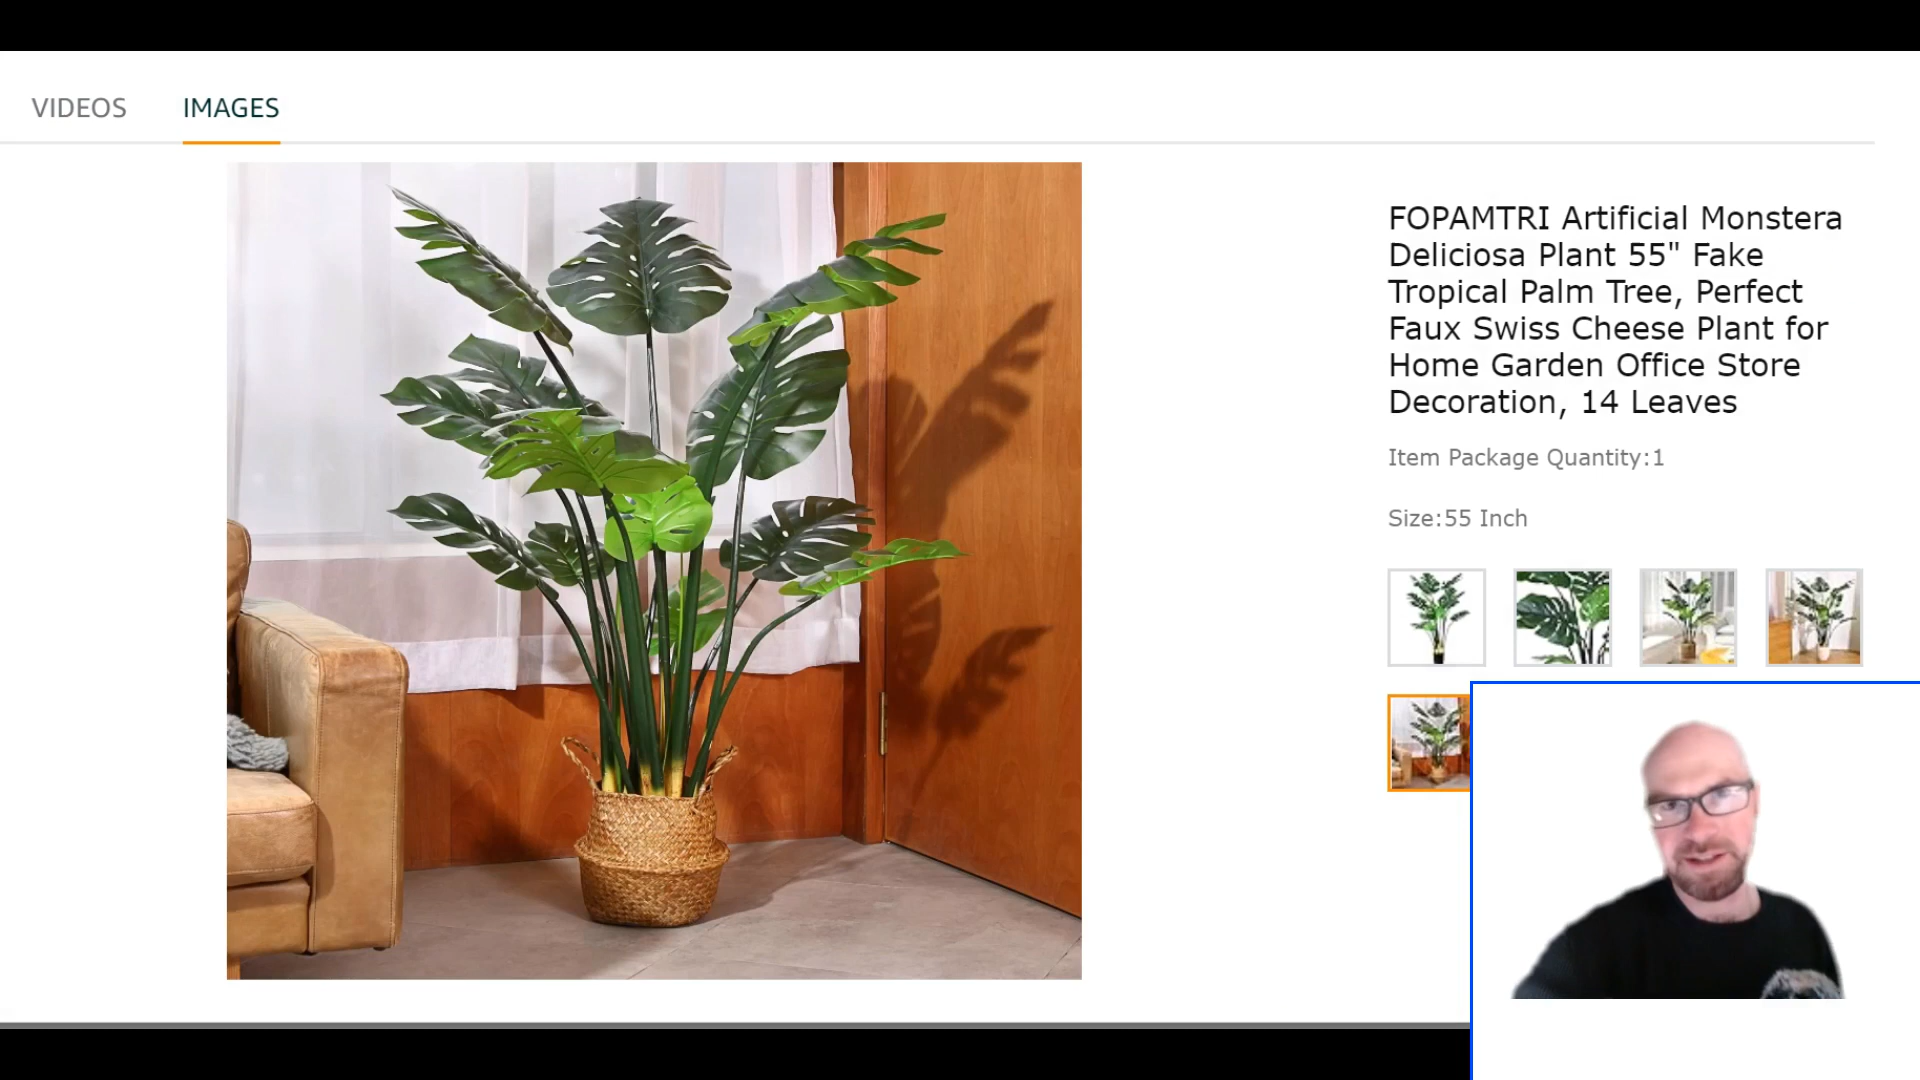 VIDEOS
IMAGES
FOPAMTRI Artificial Monstera
Deliciosa Plant 55" Fake
Tropical Palm Tree, Perfect
Faux Swiss Cheese Plant for
Home Garden Office Store
Decoration, 14 Leaves
Item Package Quantity:1
Size:55 Inch